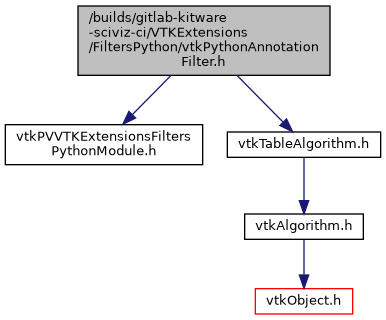 /builds/gitlab-kitware
-sciviz-ci/VTKExtensions
/FiltersPython/vtkPythonAnnotation
Filter.h
vtkPVVTKExtensionsFilters
PythonModule.h
vtkTableAlgorithm.h
vtkAlgorithm.h
vtkObject.h